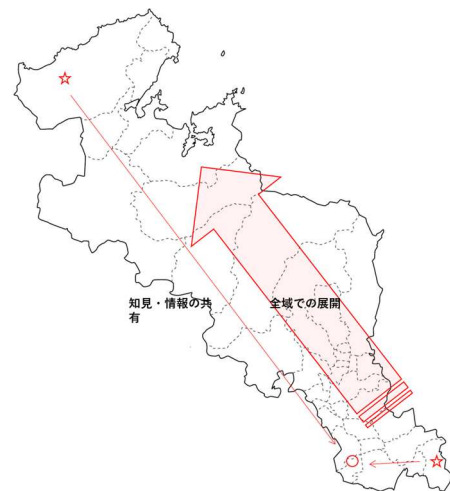 知見・情報の共
有
全域での展開